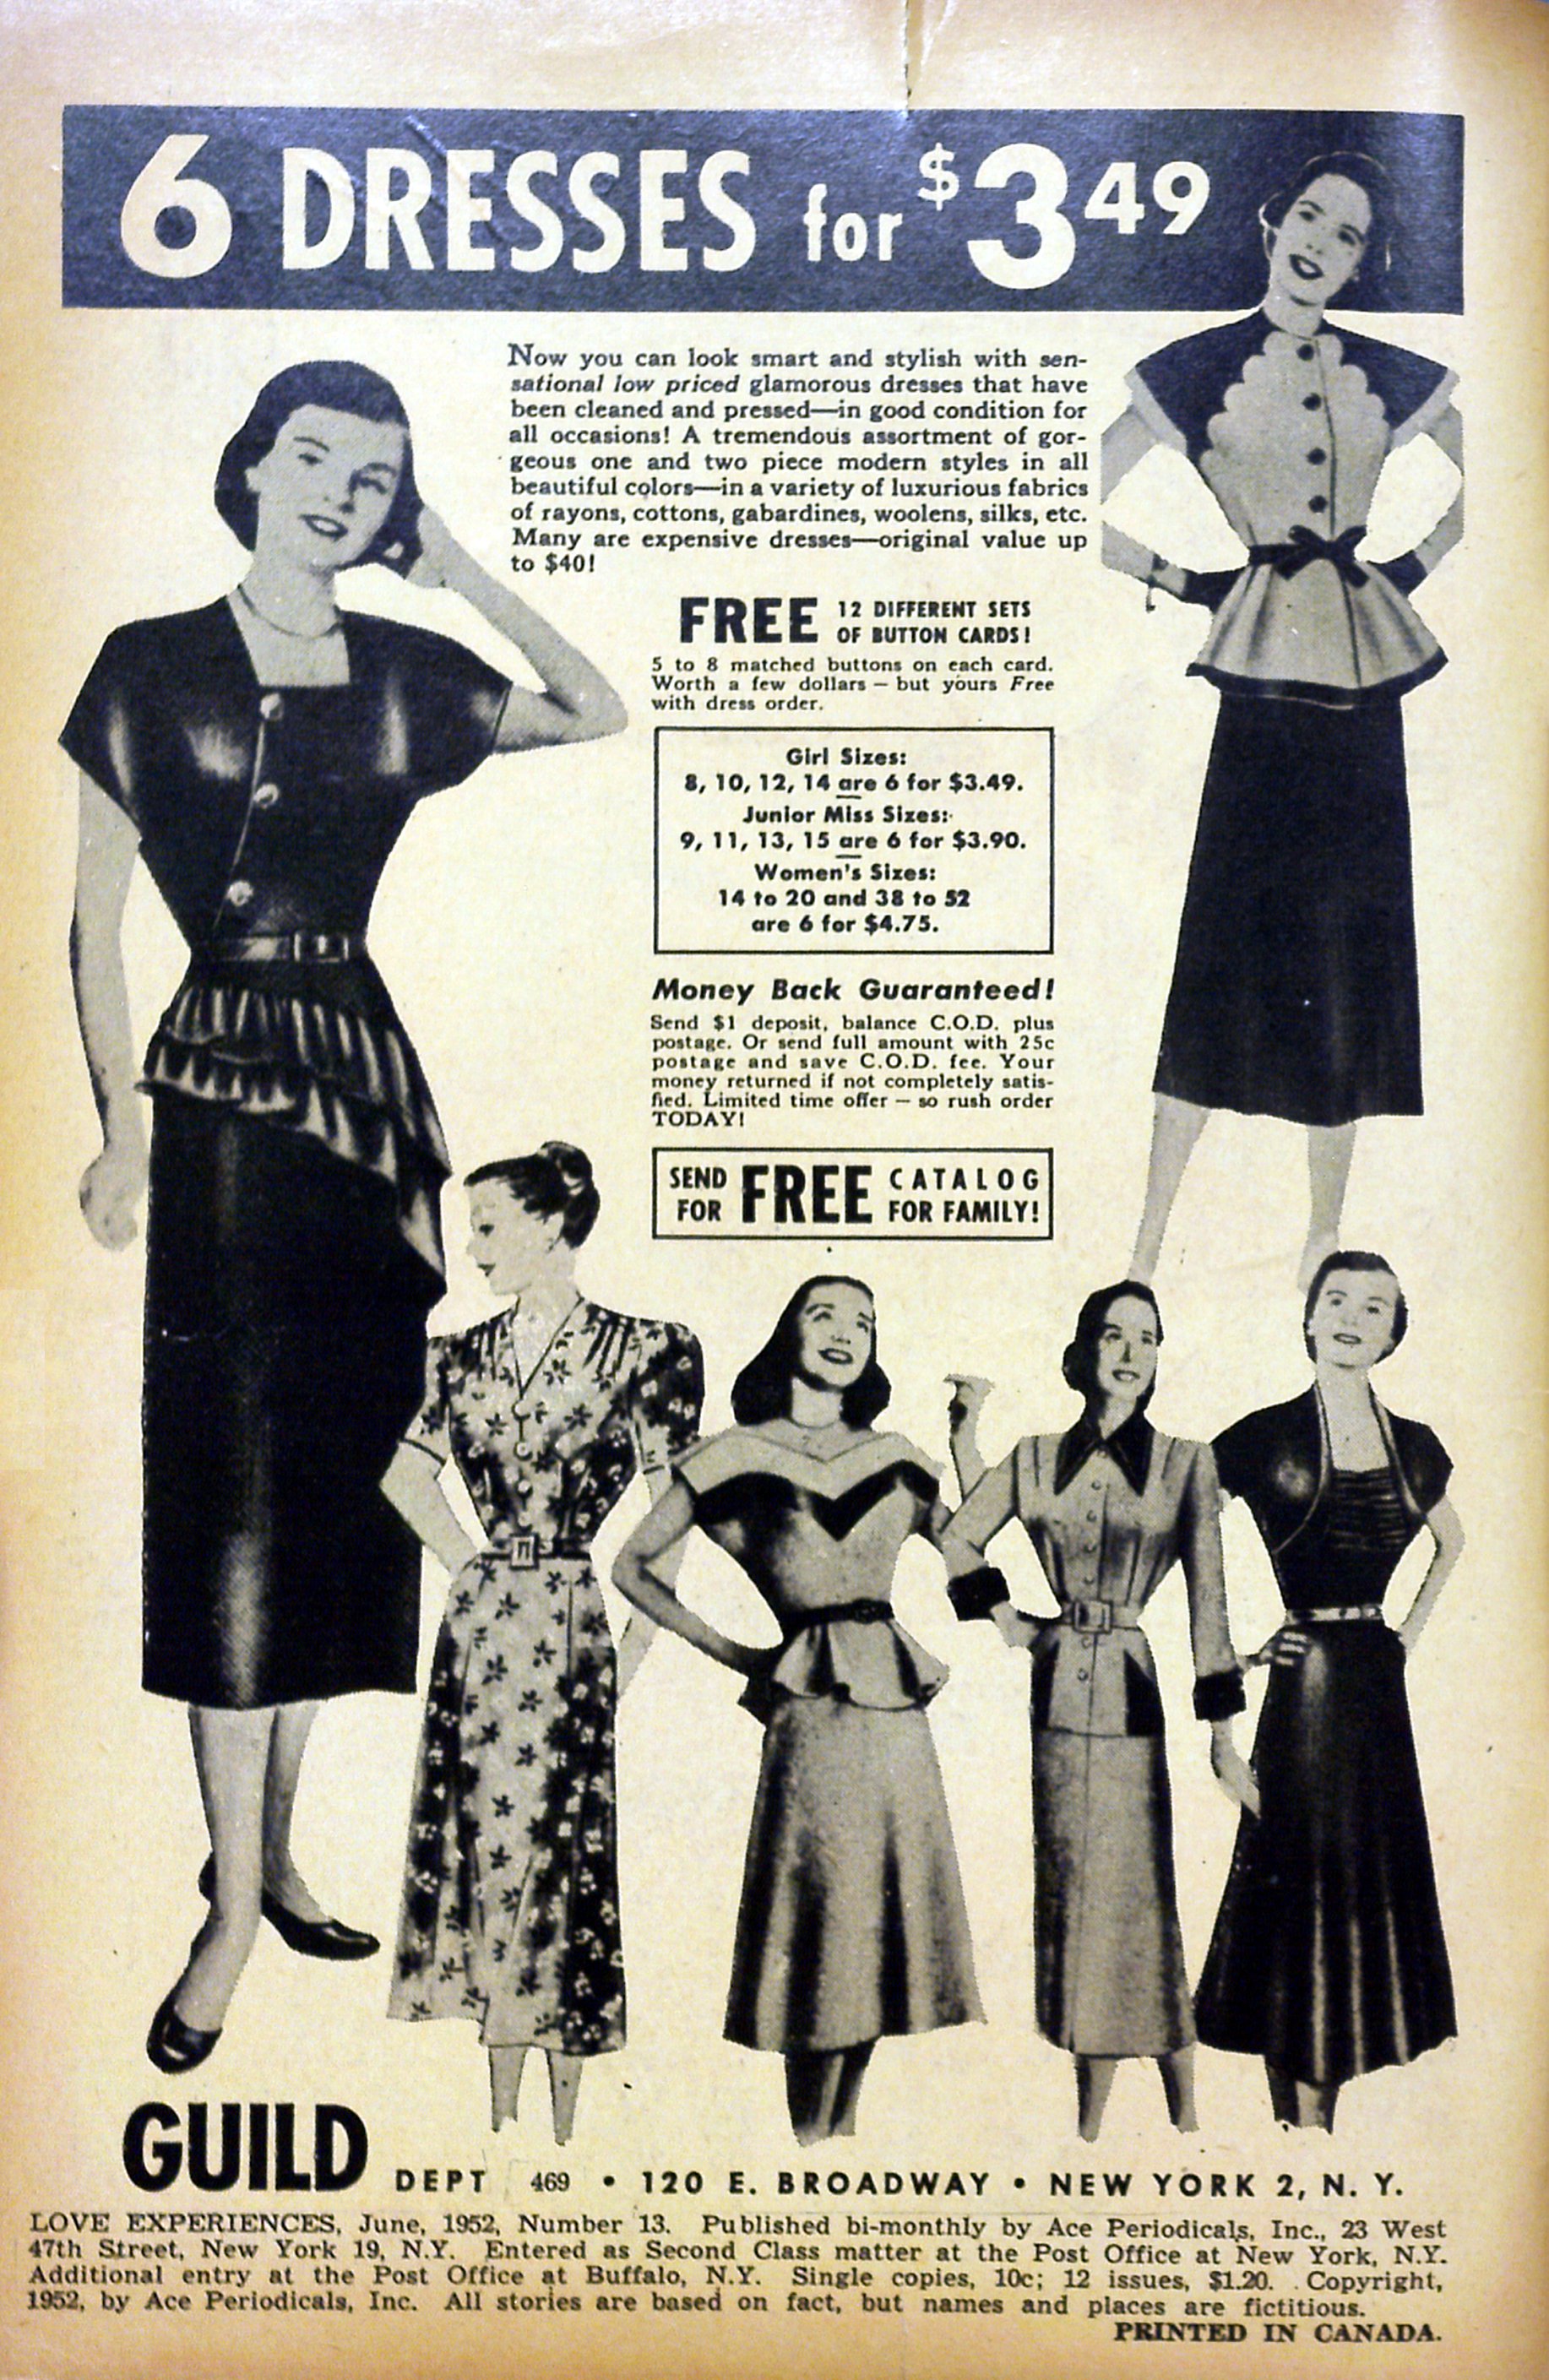 6 DRESSES for $3.49
Now you can look smart and stylish with sen-
sational low priced glamorous dresses that have
been cleaned and pressed—in good condition for
all occasions! A tremendous assortment of gor-
geous one and two piece modern styles in all
beautiful colors—in a variety of luxurious fabrics
of rayons, cottons, gabardines, woolens, silks, etc.
Many are expensive dresses—original value up
to $40!
FREE 12 DIFFERENT SETS
OF BUTTON CARDS!
5 to 8 matched buttons on each card.
Worth a few dollars – but yours Free
with dress order.
Girl Sizes:
8, 10, 12, 14 are 6 for $3.49.
Junior Miss Sizes:
9, 11, 13, 15 are 6 for $3.90.
Women's Sizes:
14 to 20 and 38 to 52
are 6 for $4.75.
Money Back Guaranteed!
Send $1 deposit, balance C.O.D. plus
postage. Or send full amount with 25c
postage and save C.O.D. fee. Your
money returned if not completely satis-
fied. Limited time offer – so rush order
TODAY!
SEND FOR FREE CATALOG FOR FAMILY!
GUILD DEPT 469 • 120 E. BROADWAY • NEW YORK 2, N. Y.
LOVE EXPERIENCES, June, 1952, Number 13. Published bi-monthly by Ace Periodicals, Inc., 23 West
47th Street, New York 19, N.Y. Entered as Second Class matter at the Post Office at New York, N.Y.
Additional entry at the Post Office at Buffalo, N.Y. Single copies, 10c; 12 issues, $1.20. Copyright,
1952, by Ace Periodicals, Inc. All stories are based on fact, but names and places are fictitious.
PRINTED IN CANADA.